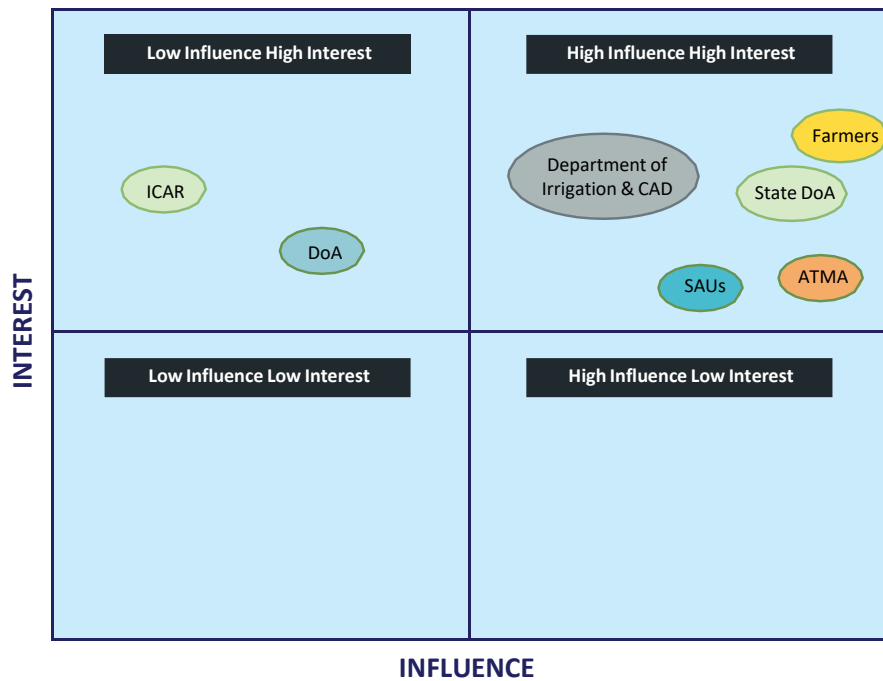 Low Influence High Interest
High Influence High Interest
Farmers
Department of
Irrigation & CAD
ICAR
State DoA
DoA
SAUs
ATMA
INTEREST
Low Influence Low Interest
High Influence Low Interest
INFLUENCE